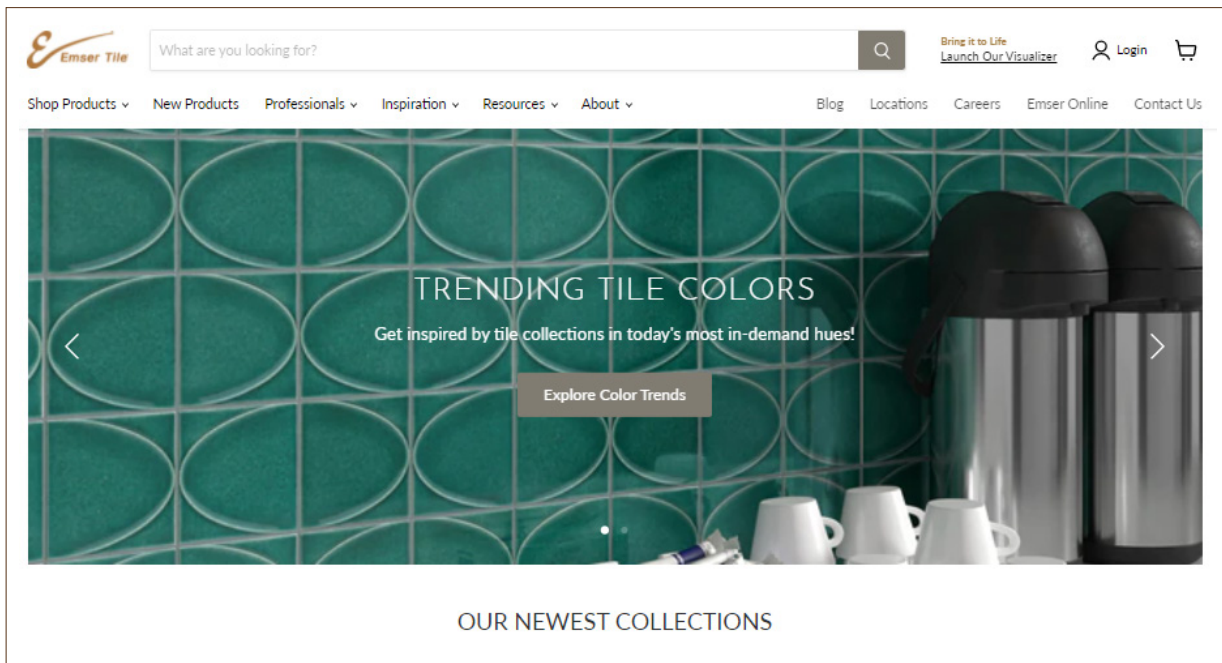 Emser Tile
What are you looking for?
Bring it to Life
Launch Our Visualizer
Login
Shop Products
New Products
Professionals
Inspiration
Resources
About
Blog
Locations
Careers
Emser Online
Contact Us
TRENDING TILE COLORS
Get inspired by tile collections in today's most in-demand hues!
Explore Color Trends
OUR NEWEST COLLECTIONS